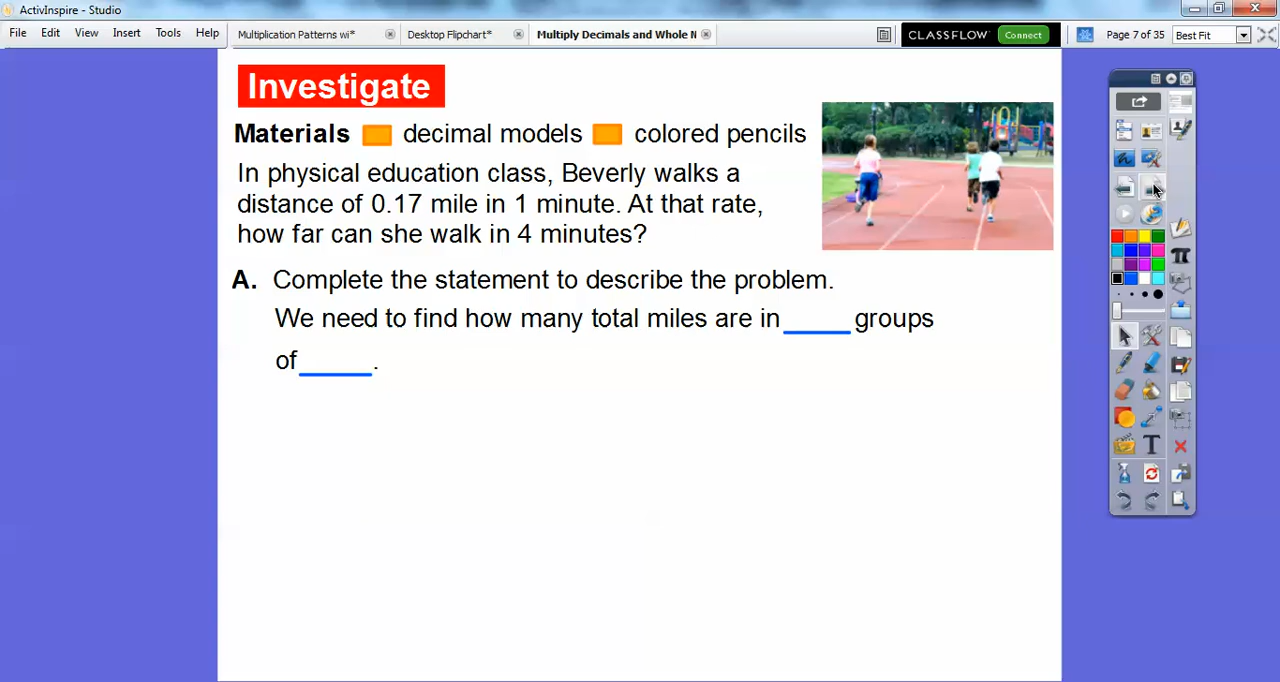 ActivInspire - Studio
File Edit View Insert Tools Help
Multiplication Patterns wi* Desktop Flipchart* Multiply Decimals and Whole N
CLASSFLOW Connect
Page 7 of 35 Best Fit
Investigate
Materials decimal models colored pencils
In physical education class, Beverly walks a
distance of 0.17 mile in 1 minute. At that rate,
how far can she walk in 4 minutes?
A. Complete the statement to describe the problem.
We need to find how many total miles are in _____ groups
of _____ .